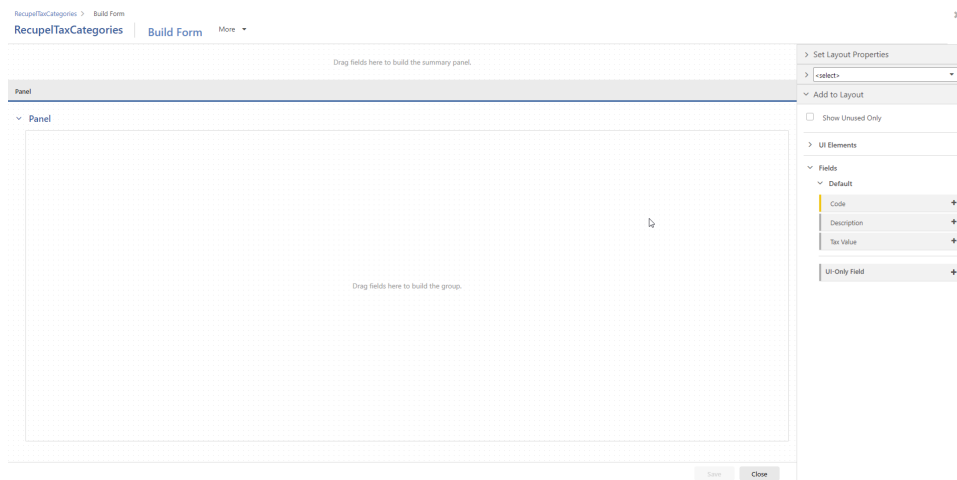 RecupelTaxCategories > Build Form
RecupelTaxCategories Build Form More
Drag fields here to build the summary panel.
Set Layout Properties
<select>
Panel
Add to Layout
Panel
Show Unused Only
UI Elements
Fields
Default
Code
Description
Tax Value
UI-Only Field
Drag fields here to build the group.
Save Close